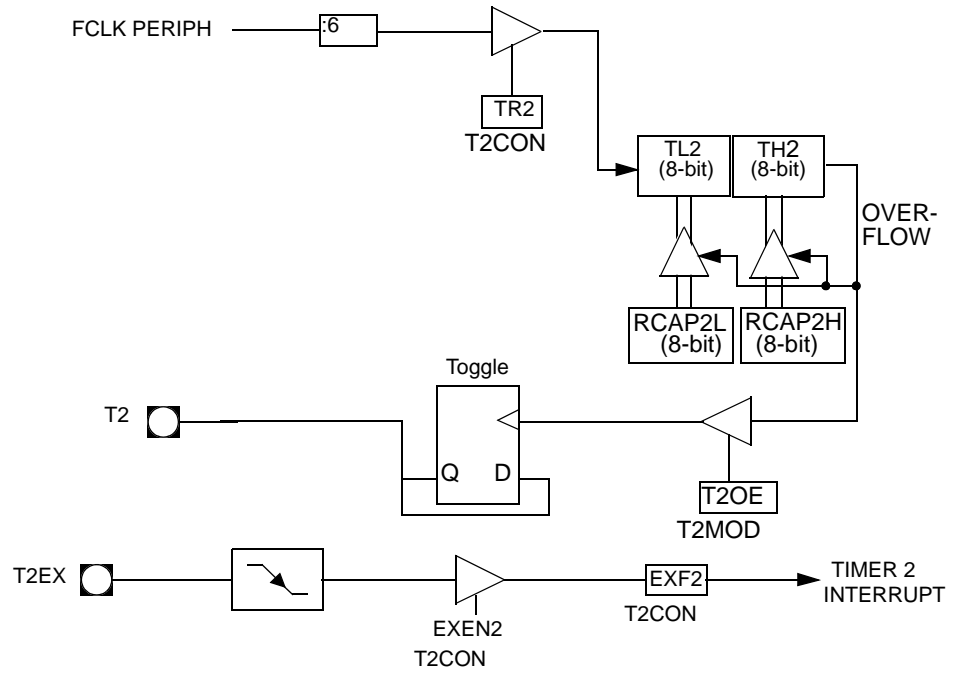 FCLK PERIPH
:6
TR2
T2CON
TL2
(8-bit)
TH2
(8-bit)
OVER-
FLOW
RCAP2L
(8-bit)
RCAP2H
(8-bit)
Toggle
T2
Q D
T2OE
T2MOD
T2EX
EXEN2
T2CON
EXF2
T2CON
TIMER 2
INTERRUPT